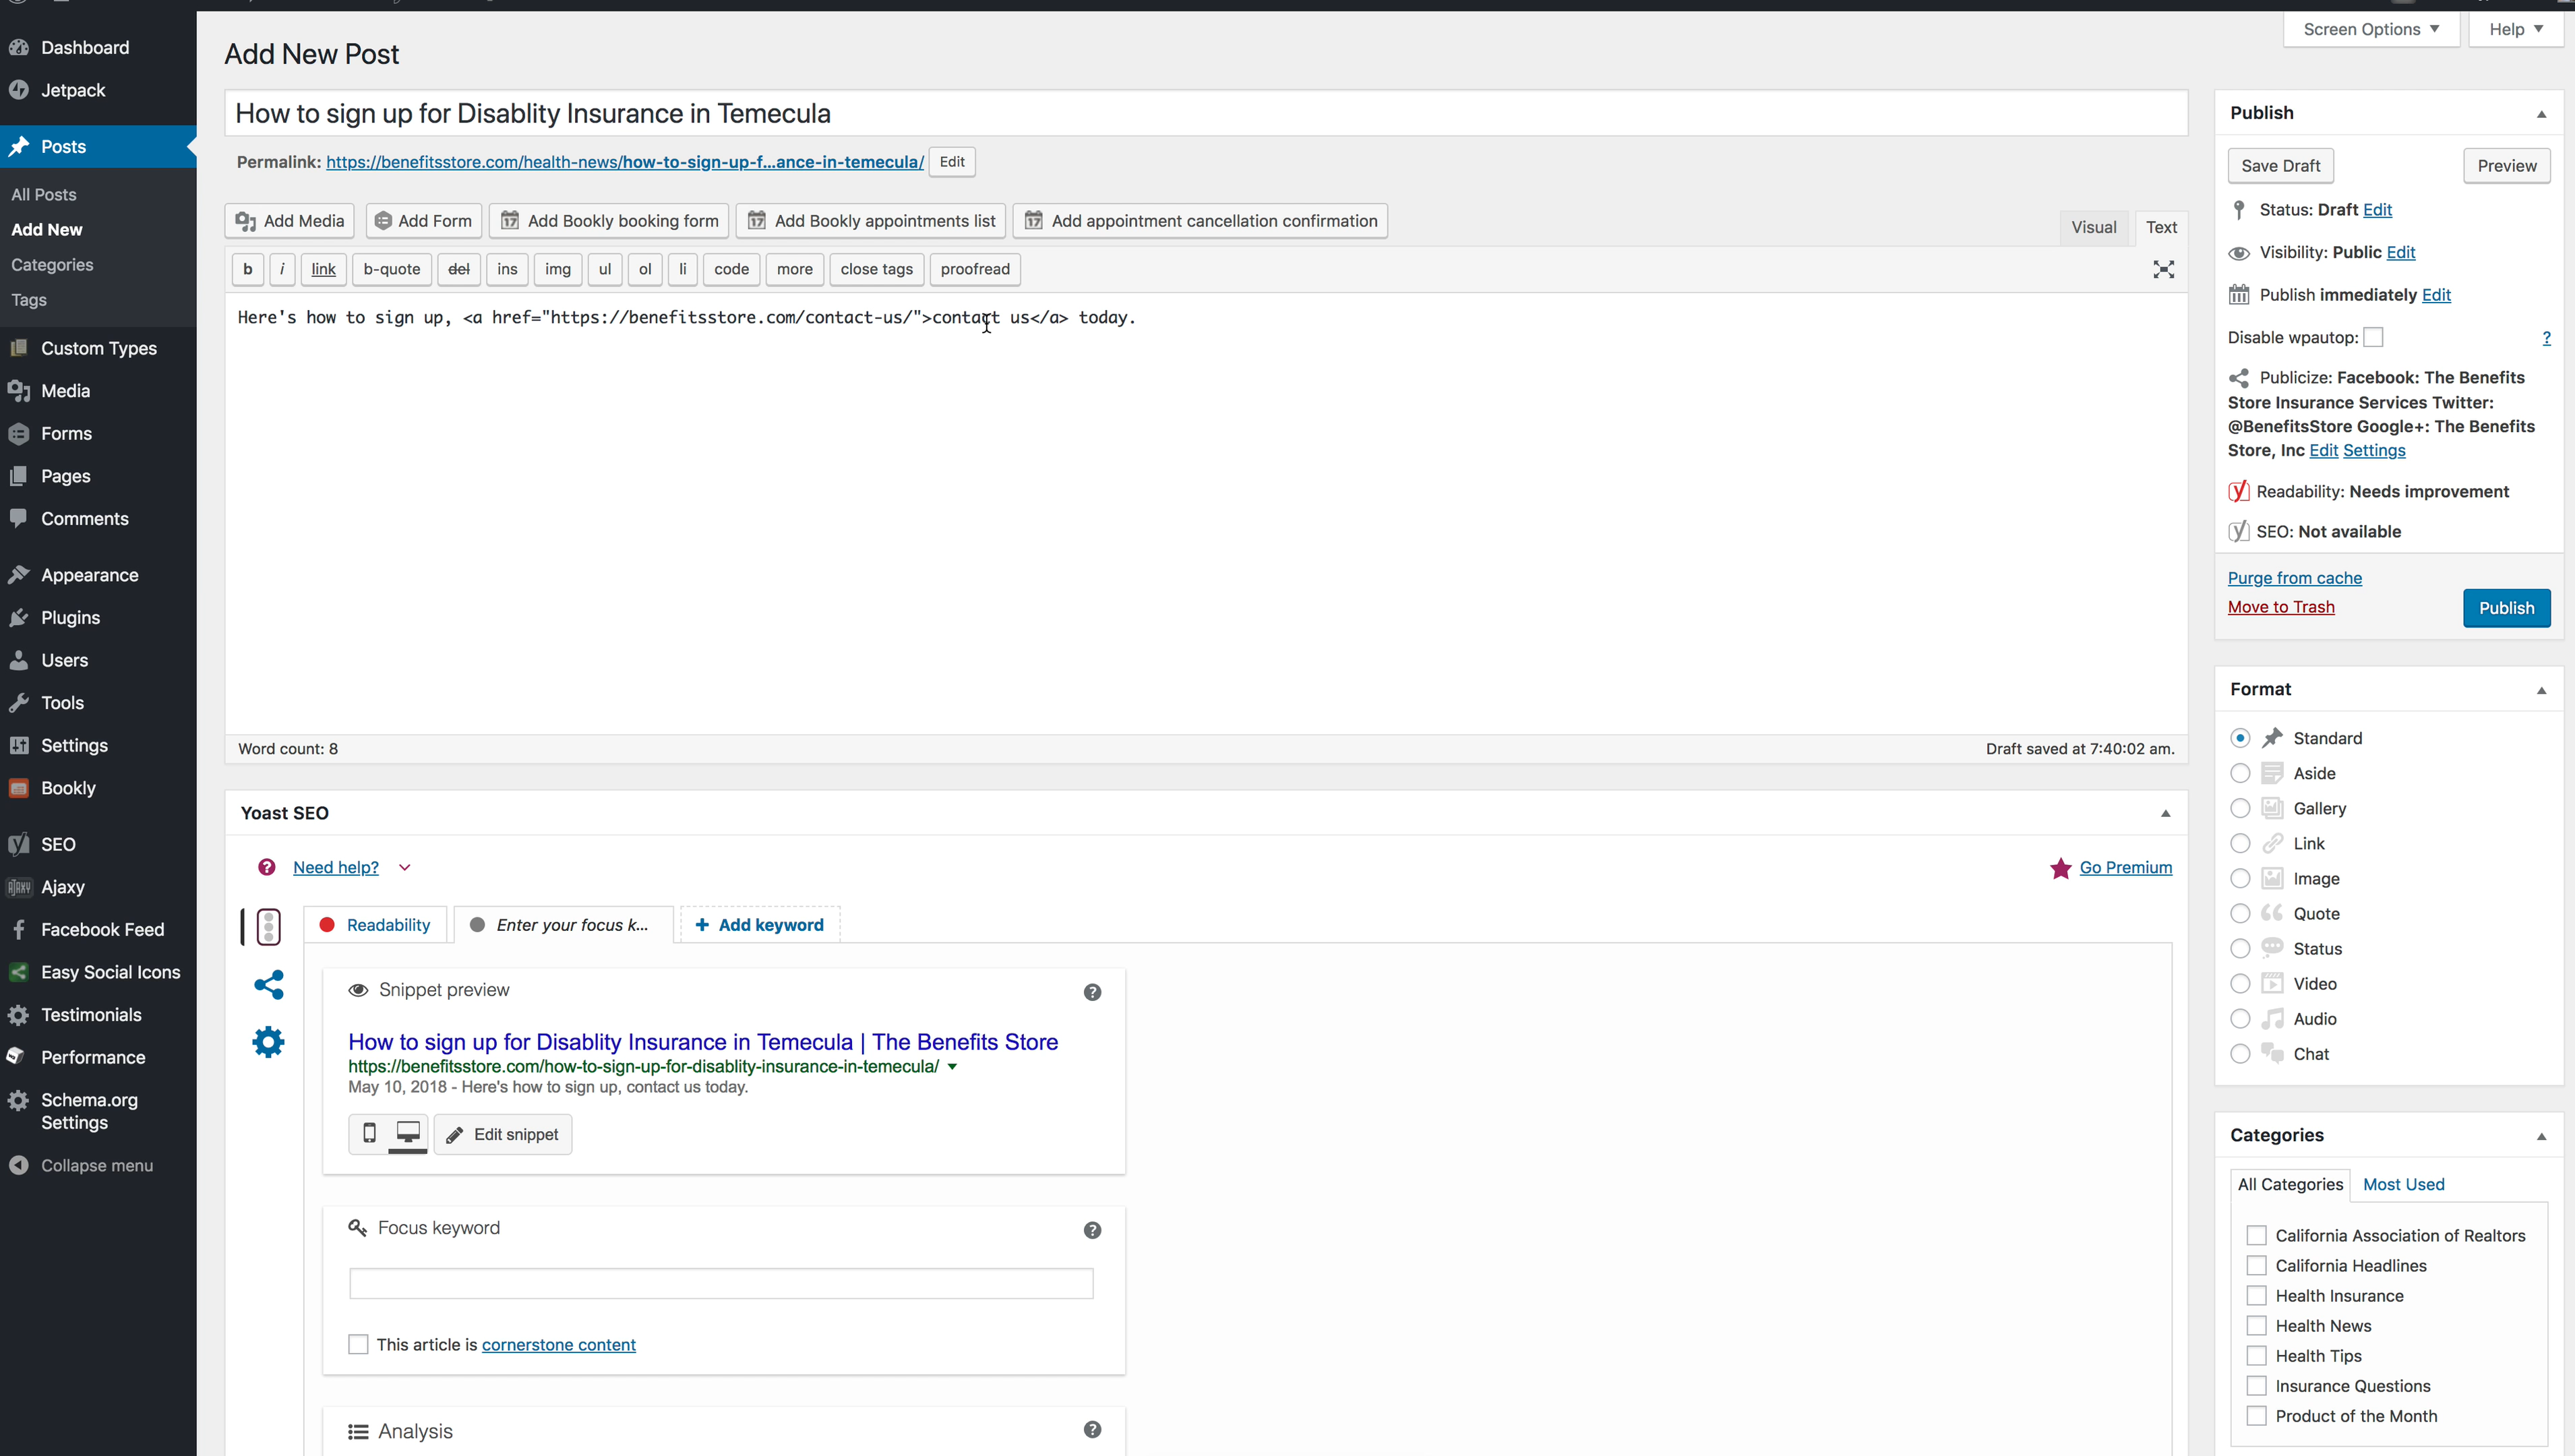 Dashboard
Jetpack
Posts
All Posts
Add New
Categories
Tags
Custom Types
Media
Forms
Pages
Comments
Appearance
Plugins
Users
Tools
Settings
Bookly
SEO
Ajaxy
Facebook Feed
Easy Social Icons
Testimonials
Performance
Schema.org
Settings
Collapse menu
Screen Options
Help
Add New Post
How to sign up for Disablity Insurance in Temecula
Permalink: https://benefitsstore.com/health-news/how-to-sign-up-f...ance-in-temecula/ Edit
Add Media Add Form Add Bookly booking form Add Bookly appointments list Add appointment cancellation confirmation
Visual Text
b i link b-quote del ins img ul ol li code more close tags proofread
Here's how to sign up, <a href="https://benefitsstore.com/contact-us/">contact us</a> today.
Word count: 8
Draft saved at 7:40:02 am.
Yoast SEO
Need help?
Go Premium
Readability Enter your focus k... + Add keyword
Snippet preview
How to sign up for Disablity Insurance in Temecula | The Benefits Store
https://benefitsstore.com/how-to-sign-up-for-disablity-insurance-in-temecula/
May 10, 2018 - Here's how to sign up, contact us today.
Edit snippet
Focus keyword
This article is cornerstone content
Analysis
Publish
Save Draft Preview
Status: Draft Edit
Visibility: Public Edit
Publish immediately Edit
Disable wpautop: ?
Publicize: Facebook: The Benefits
Store Insurance Services Twitter:
@BenefitsStore Google+: The Benefits
Store, Inc Edit Settings
Readability: Needs improvement
SEO: Not available
Purge from cache
Move to Trash
Publish
Format
Standard
Aside
Gallery
Link
Image
Quote
Status
Video
Audio
Chat
Categories
All Categories Most Used
California Association of Realtors
California Headlines
Health Insurance
Health News
Health Tips
Insurance Questions
Product of the Month